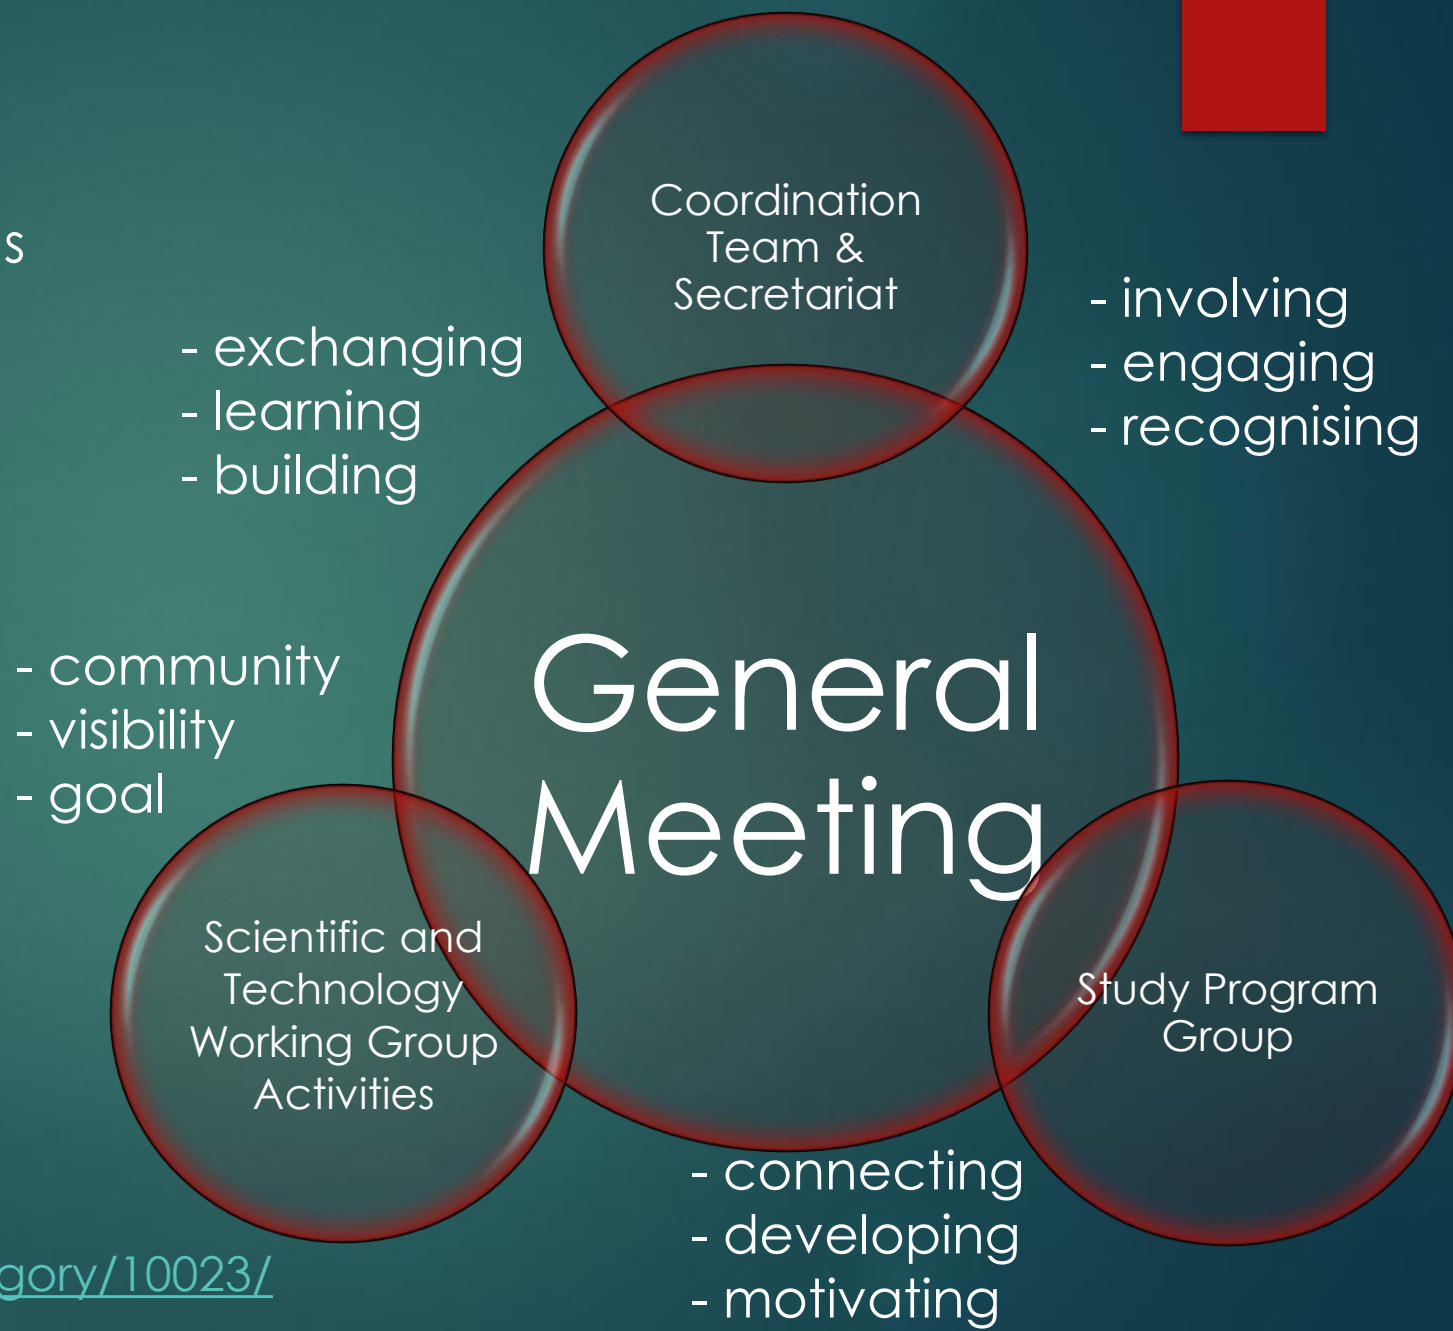 Coordination
Team &
Secretariat
s
- exchanging
- learning
- building
- involving
- engaging
- recognising
- community
- visibility
- goal
General
Meeting
Scientific and
Technology
Working Group
Activities
Study Program
Group
- connecting
- developing
- motivating
gory/10023/